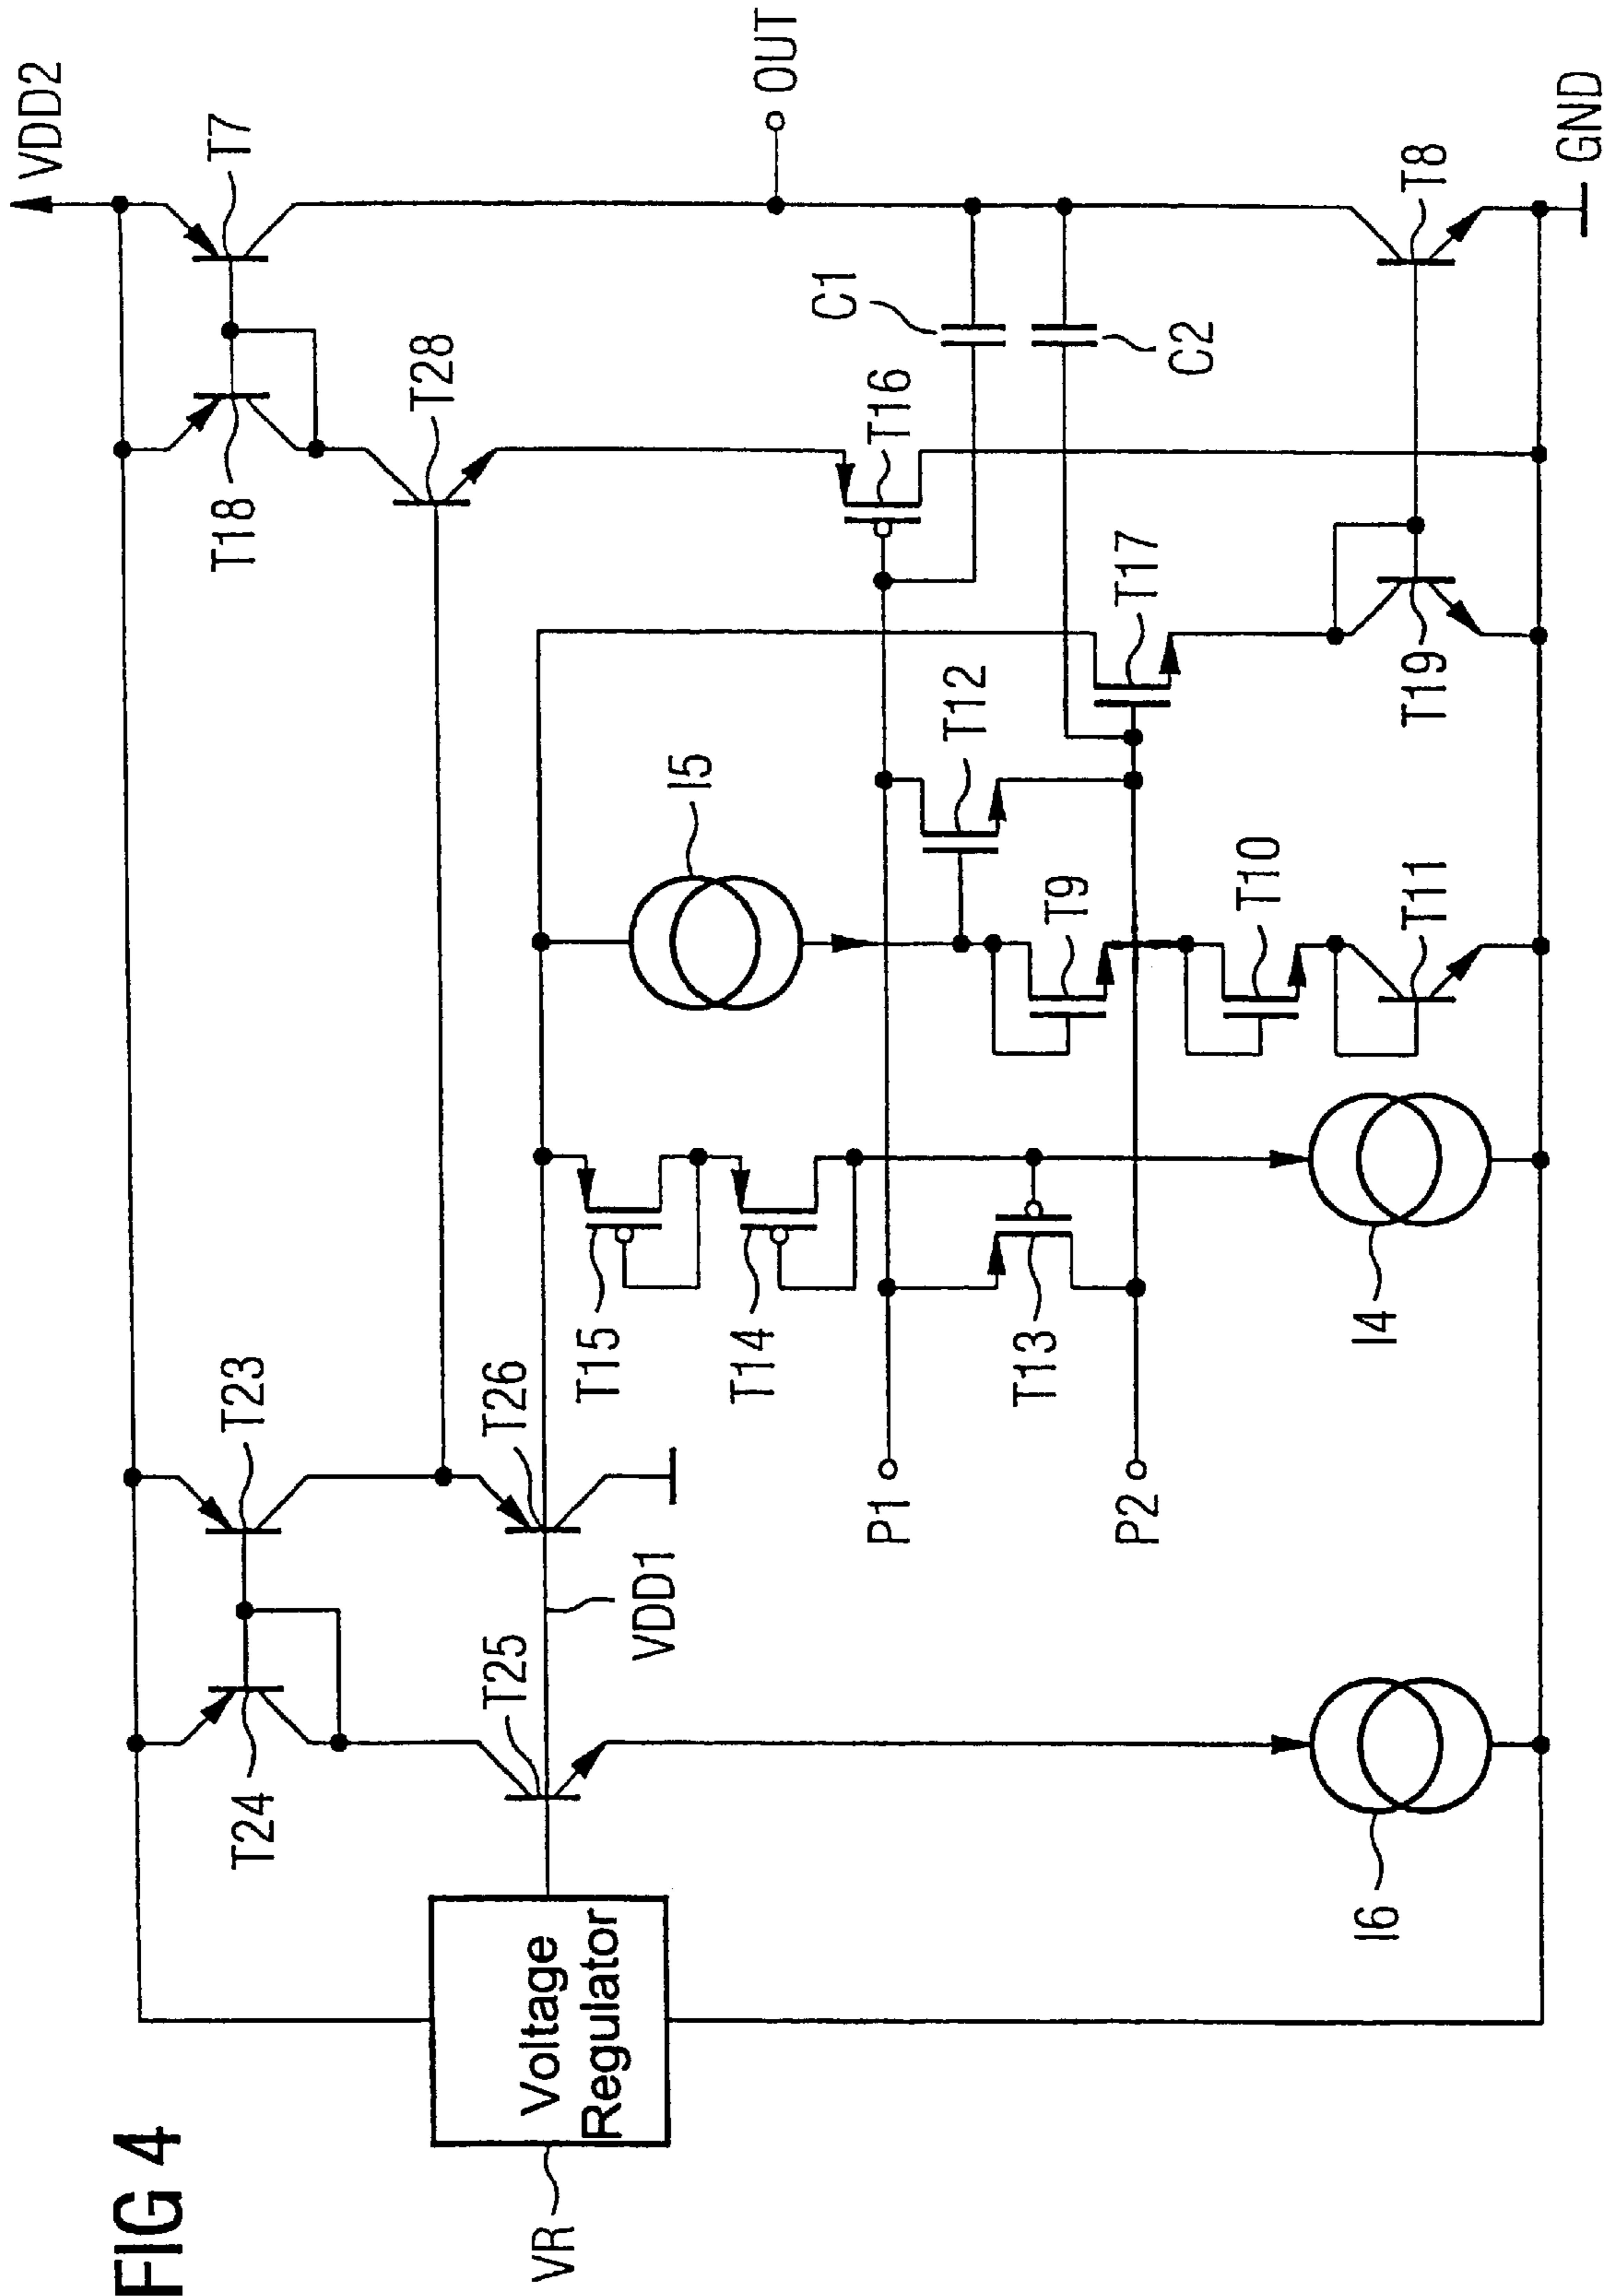 FIG 4
VDD2
T24
T23
T18
T7
T28
T25
T26
VDD1
VR
Voltage
Regulator
T15
T14
I5
T12
T16
C1
OUT
P1
P2
T13
T9
T10
T17
C2
T11
T19
T8
I6
I4
GND